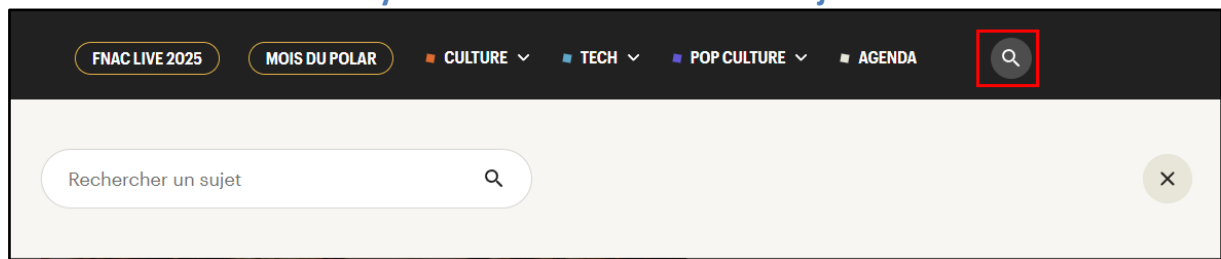 FNAC LIVE 2025 MOIS DU POLAR CULTURE TECH POP CULTURE AGENDA
Rechercher un sujet